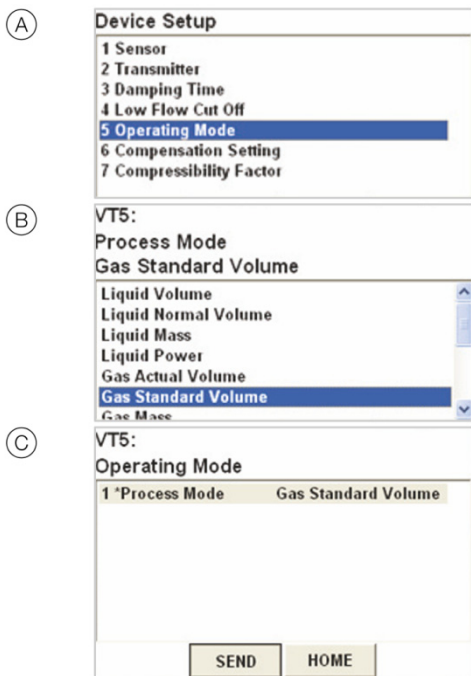 A
Device Setup
1 Sensor
2 Transmitter
3 Damping Time
4 Low Flow Cut Off
5 Operating Mode
6 Compensation Setting
7 Compressibility Factor
B
VT5:
Process Mode
Gas Standard Volume
Liquid Volume
Liquid Normal Volume
Liquid Mass
Liquid Power
Gas Actual Volume
Gas Standard Volume
Gas Mass
C
VT5:
Operating Mode
1 *Process Mode Gas Standard Volume
SEND HOME